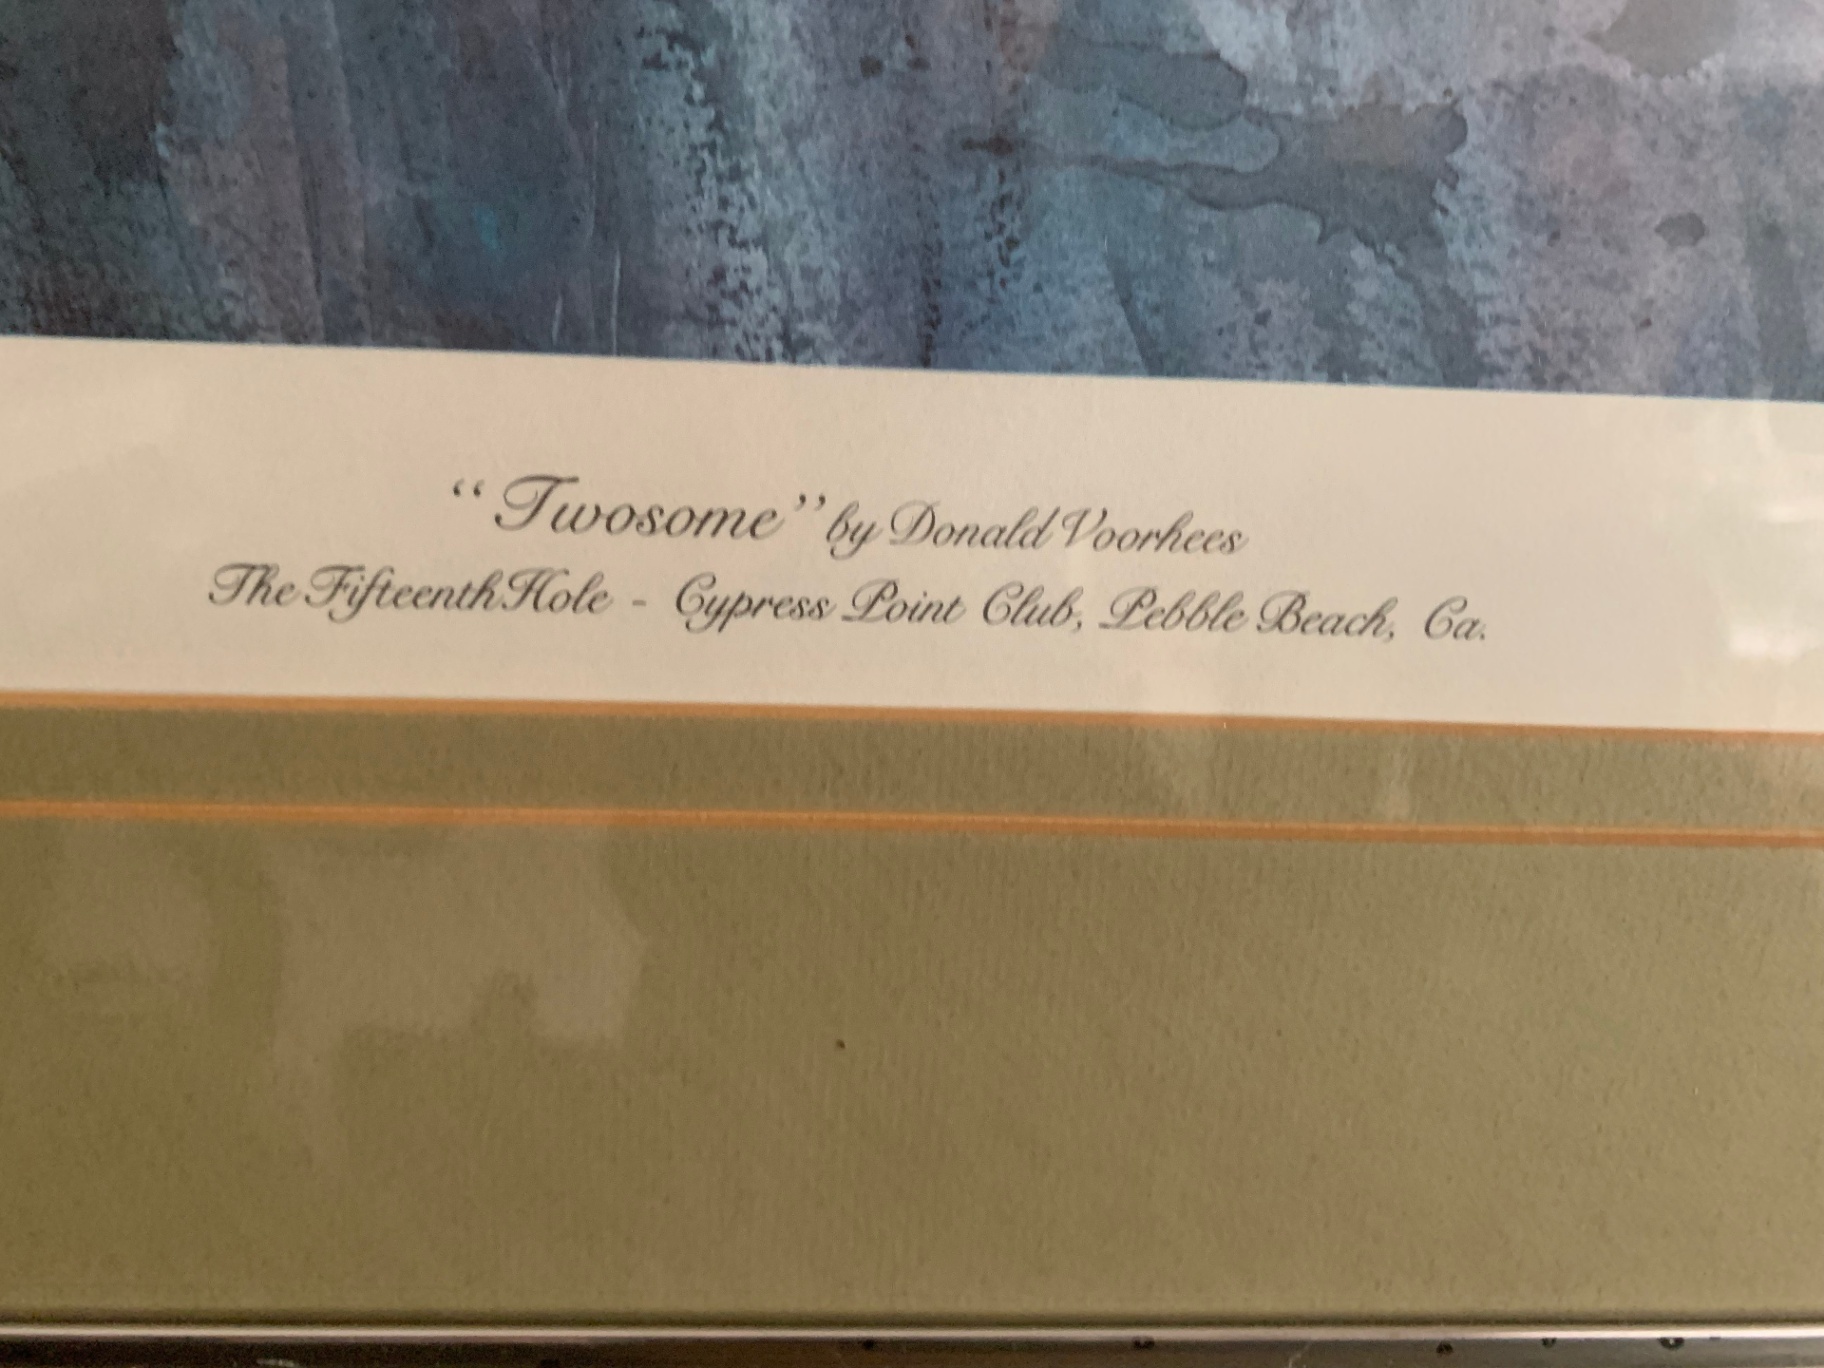 “Twosome” by Donald Voorhees
The Fifteenth Hole - Cypress Point Club, Pebble Beach, Ca.